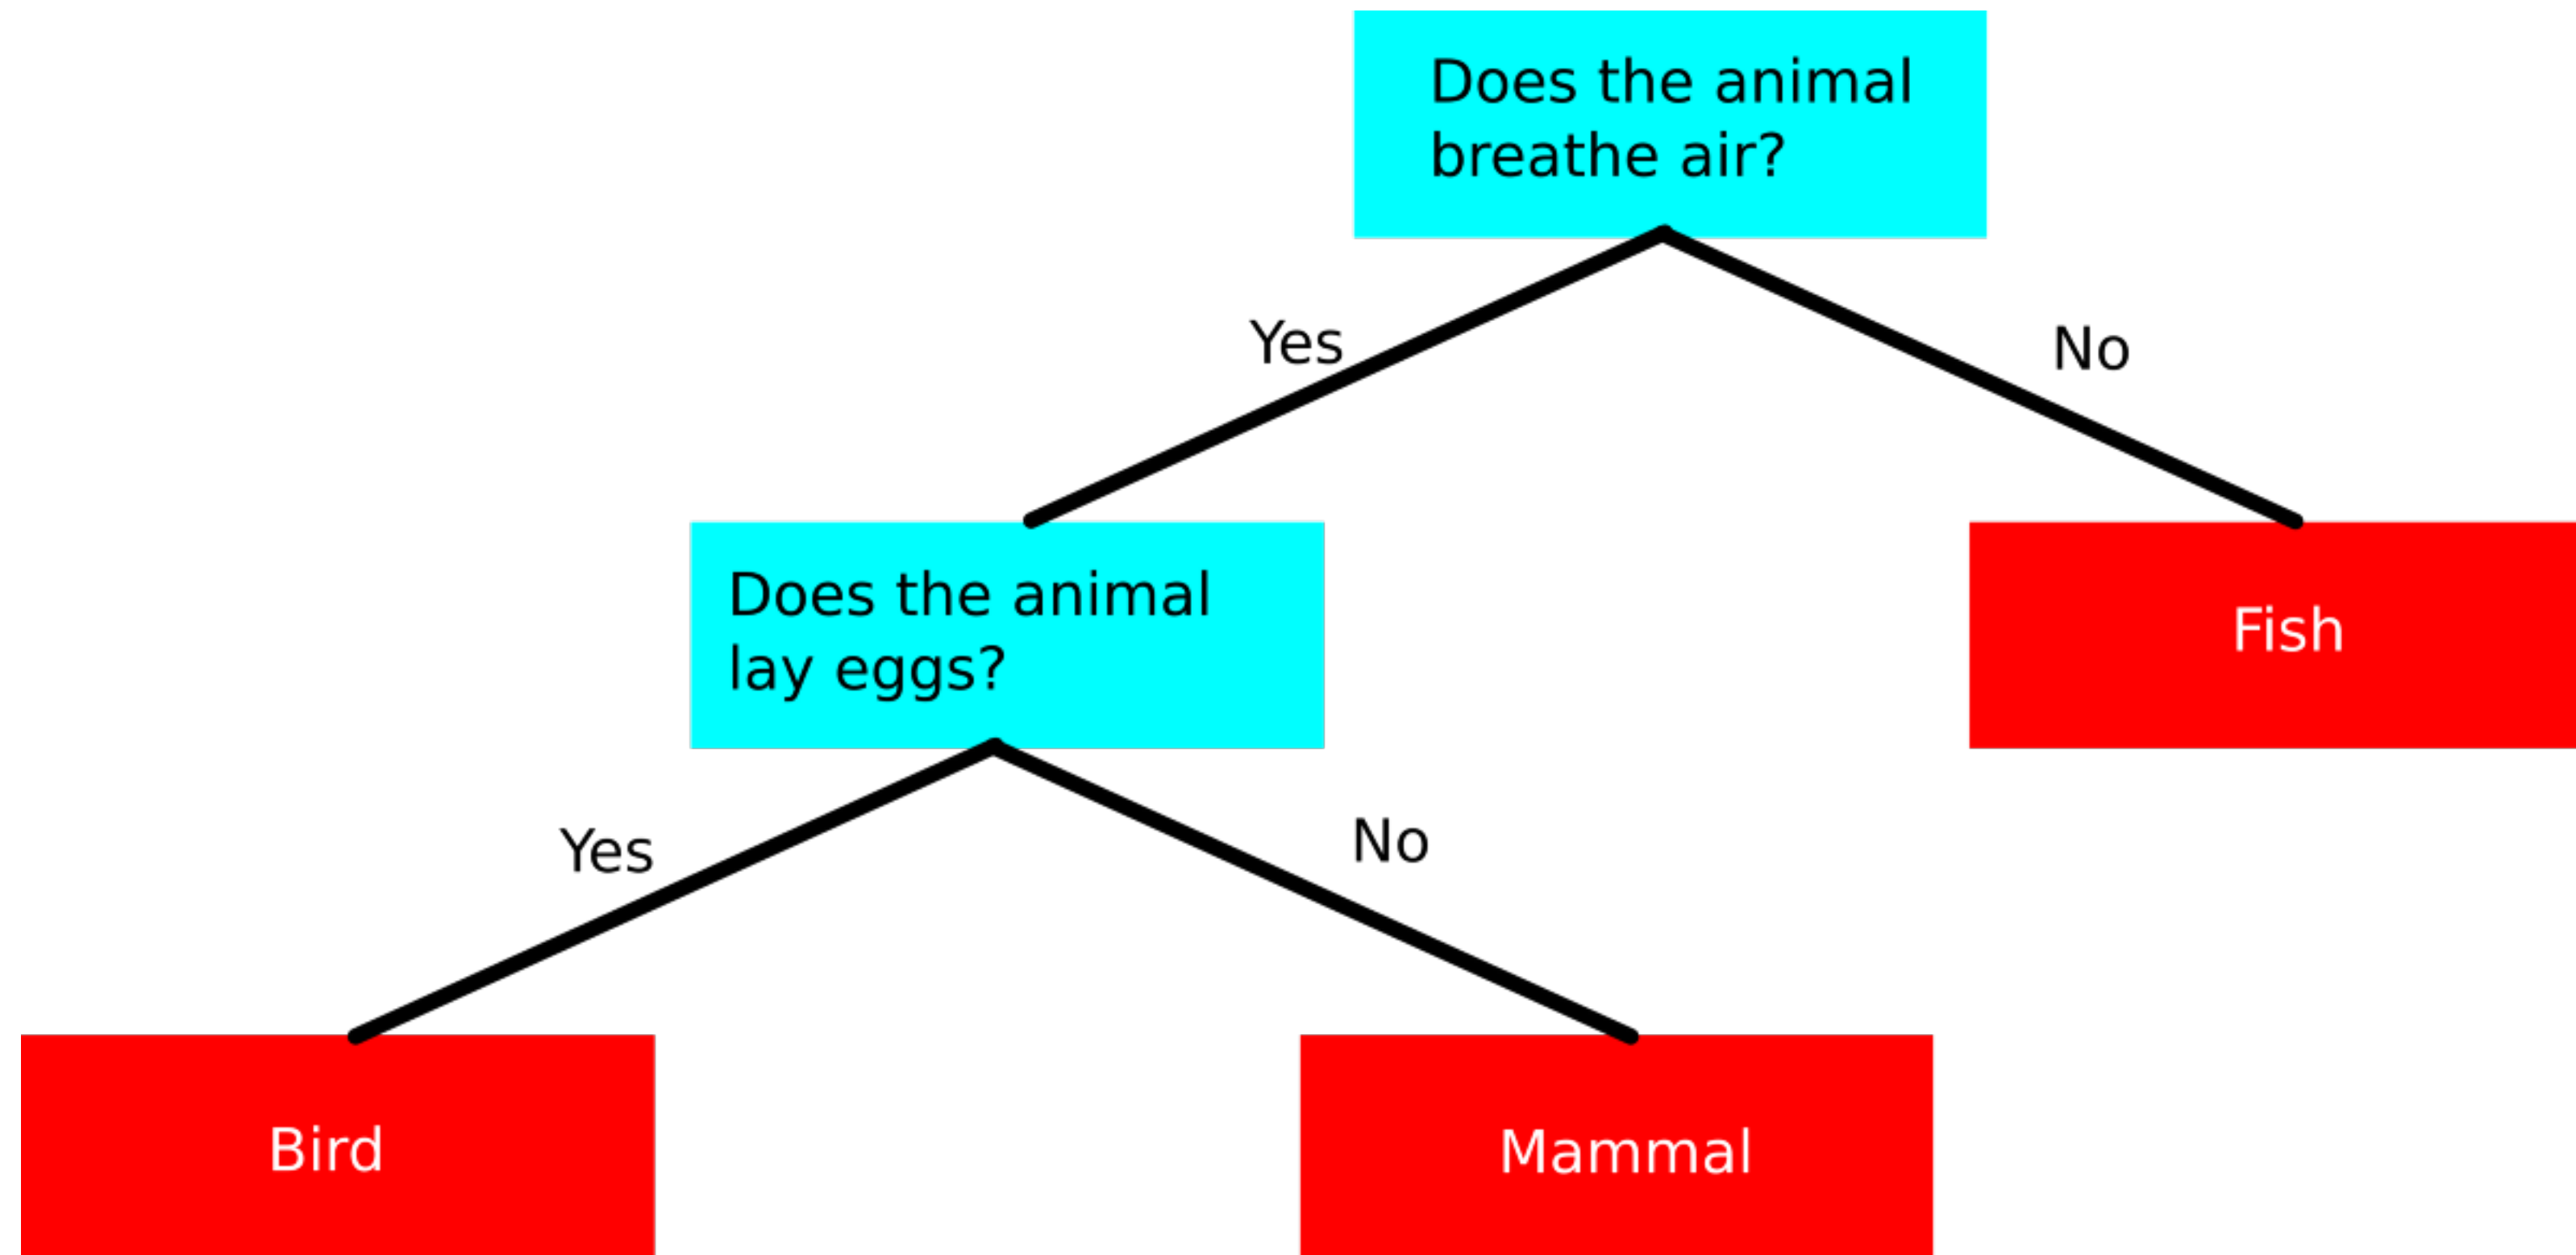 Does the animal
breathe air?
Yes
No
Does the animal
lay eggs?
Fish
Yes
No
Bird
Mammal